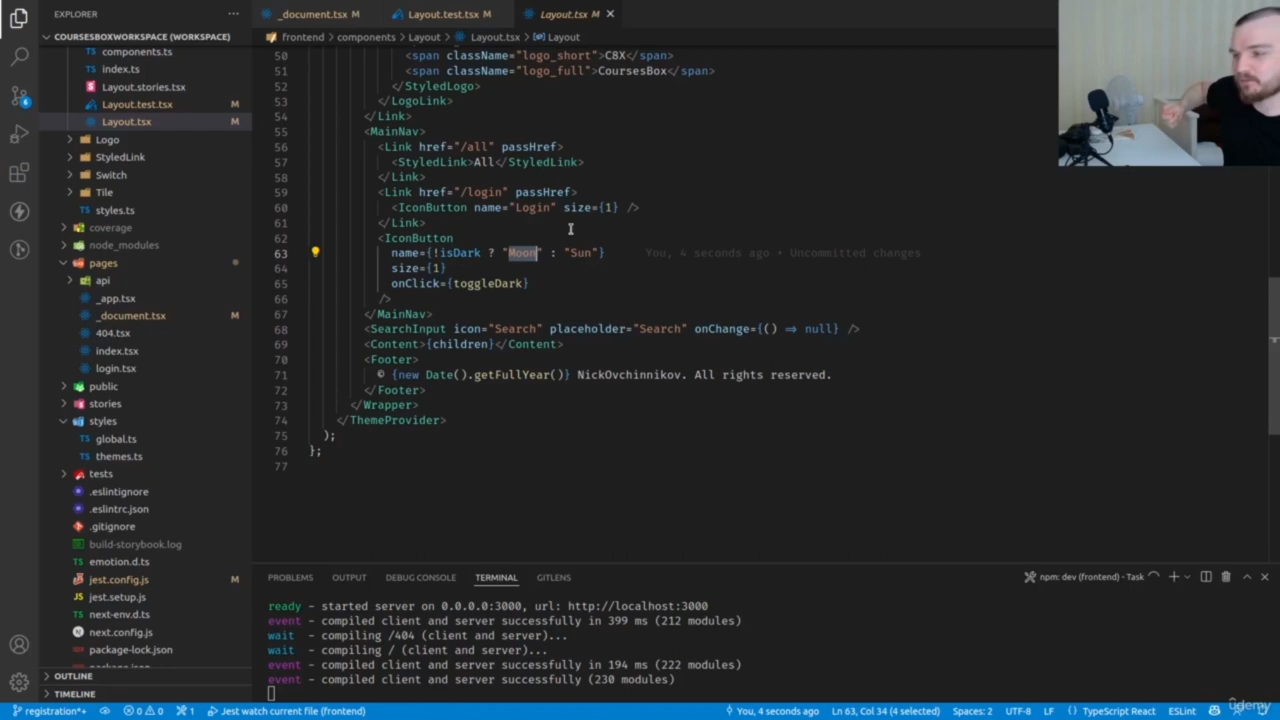 EXPLORER
···
_document.tsx M
Layout.test.tsx M
Layout.tsx M
COURSESBOXWORKSPACE (WORKSPACE)
frontend > components > Layout > Layout.tsx > Layout
components.ts
index.ts
Layout.stories.tsx
Layout.test.tsx M
Layout.tsx M
Logo
StyledLink
Switch
Tile
styles.ts
coverage
node_modules
pages
api
_app.tsx
_document.tsx M
404.tsx
index.tsx
login.tsx
public
stories
styles
global.ts
themes.ts
tests
.eslintignore
.eslintrc.json
.gitignore
build-storybook.log
emotion.d.ts
jest.config.js M
jest.setup.js
next-env.d.ts
next.config.js
package-lock.json
OUTLINE
TIMELINE
50 <span className="logo_short">C8X</span>
51 <span className="logo_full">CoursesBox</span>
52 </StyledLogo>
53 </LogoLink>
54 </Link>
55 <MainNav>
56 <Link href="/all" passHref>
57 <StyledLink>All</StyledLink>
58 </Link>
59 <Link href="/login" passHref>
60 <IconButton name="Login" size={1} />
61 </Link>
62 <IconButton
63 name={!isDark ? "Moon" : "Sun"} You, 4 seconds ago • Uncommitted changes
64 size={1}
65 onClick={toggleDark}
66 />
67 </MainNav>
68 <SearchInput icon="Search" placeholder="Search" onChange={() => null} />
69 <Content>{children}</Content>
70 <Footer>
71 © {new Date().getFullYear()} NickOvchinnikov. All rights reserved.
72 </Footer>
73 </Wrapper>
74 </ThemeProvider>
75 );
76 };
77
PROBLEMS OUTPUT DEBUG CONSOLE TERMINAL GITLENS
npm: dev (frontend) - Task
ready - started server on 0.0.0.0:3000, url: http://localhost:3000
event - compiled client and server successfully in 399 ms (212 modules)
wait - compiling /404 (client and server)...
wait - compiling / (client and server)...
event - compiled client and server successfully in 194 ms (222 modules)
event - compiled client and server successfully (230 modules)
6
registration*+ 0 0 1 Jest watch current file (frontend) You, 4 seconds ago Ln 63, Col 34 (4 selected) Spaces: 2 UTF-8 LF {} TypeScript React ESLint
udemy